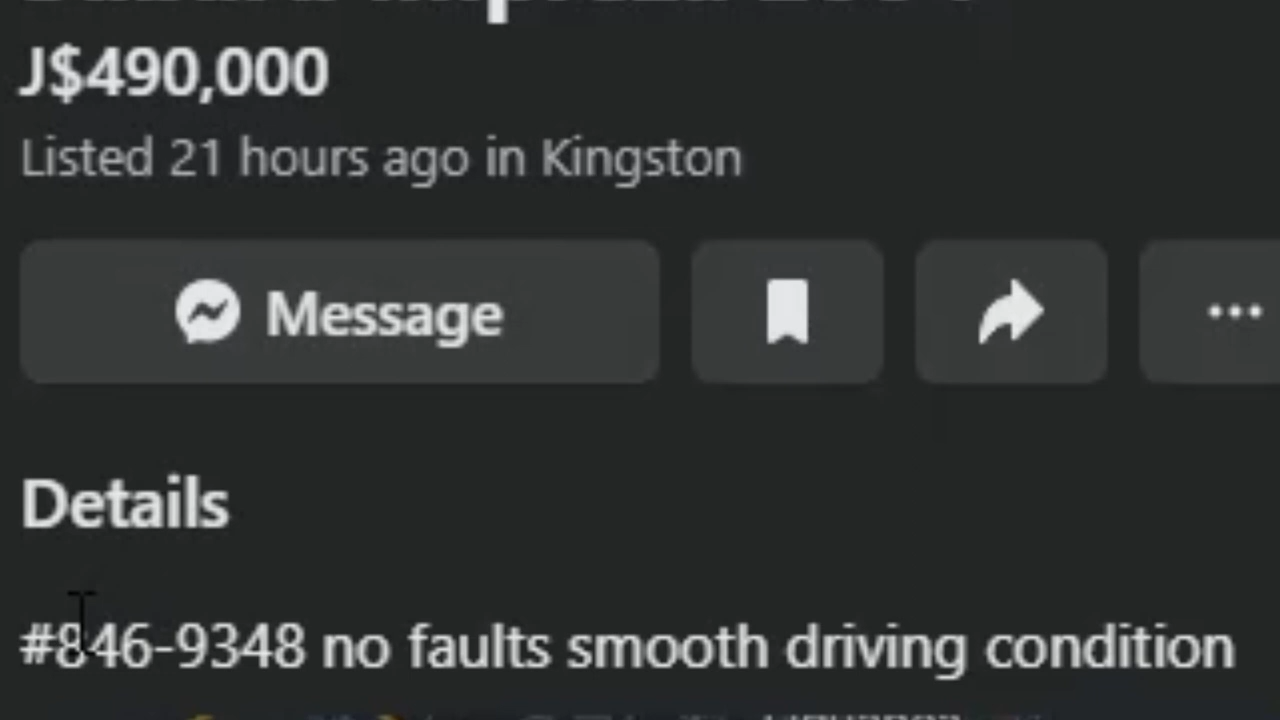 J$490,000
Listed 21 hours ago in Kingston
Message
Details
#846-9348 no faults smooth driving condition